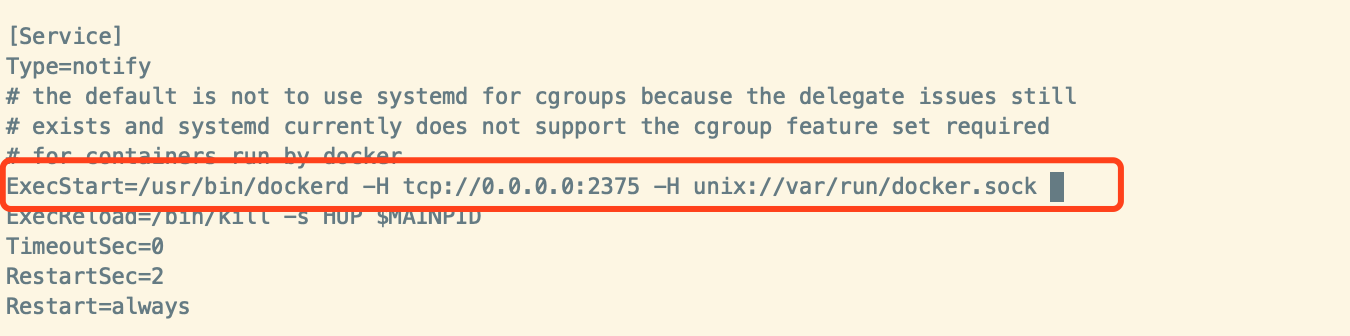 [Service]
Type=notify
# the default is not to use systemd for cgroups because the delegate issues still
# exists and systemd currently does not support the cgroup feature set required
# for containers run by docker
ExecStart=/usr/bin/dockerd -H tcp://0.0.0.0:2375 -H unix://var/run/docker.sock
ExecReload=/bin/kill -s HUP $MAINPID
TimeoutSec=0
RestartSec=2
Restart=always